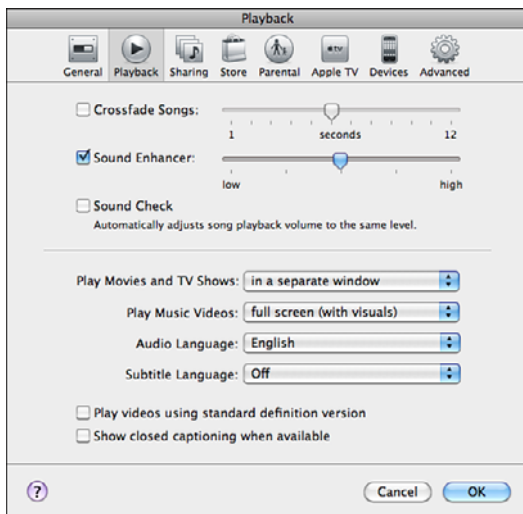 Playback
General Playback Sharing Store Parental Apple TV Devices Advanced
Crossfade Songs:
1 seconds 12
Sound Enhancer:
low high
Sound Check
Automatically adjusts song playback volume to the same level.
Play Movies and TV Shows: in a separate window
Play Music Videos: full screen (with visuals)
Audio Language: English
Subtitle Language: Off
Play videos using standard definition version
Show closed captioning when available
? Cancel OK